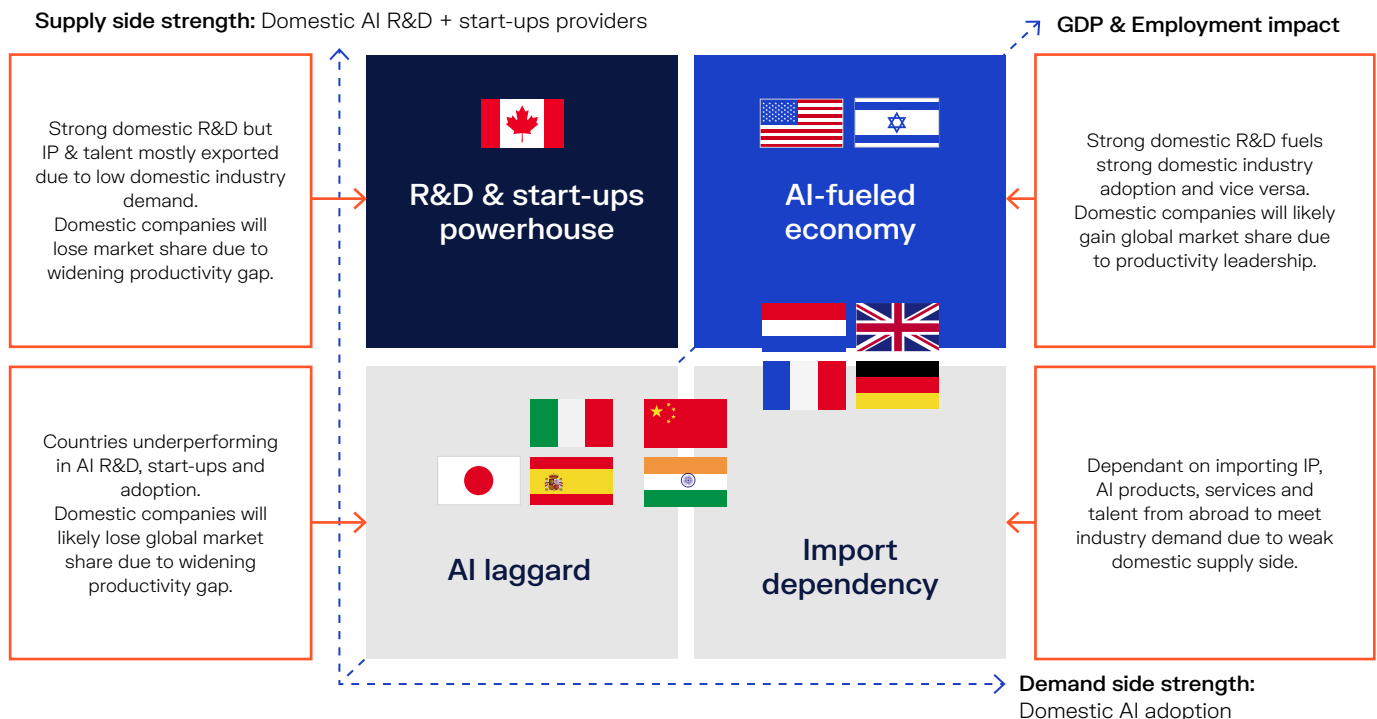 Supply side strength: Domestic AI R&D + start-ups providers
GDP & Employment impact
Strong domestic R&D but
IP & talent mostly exported
due to low domestic industry
demand.
Domestic companies will
lose market share due to
widening productivity gap.
R&D & start-ups
powerhouse
AI-fueled
economy
Strong domestic R&D fuels
strong domestic industry
adoption and vice versa.
Domestic companies will likely
gain global market share due
to productivity leadership.
Countries underperforming
in AI R&D, start-ups and
adoption.
Domestic companies will
likely lose global market
share due to widening
productivity gap.
AI laggard
Import
dependency
Dependant on importing IP,
AI products, services and
talent from abroad to meet
industry demand due to weak
domestic supply side.
Demand side strength:
Domestic AI adoption